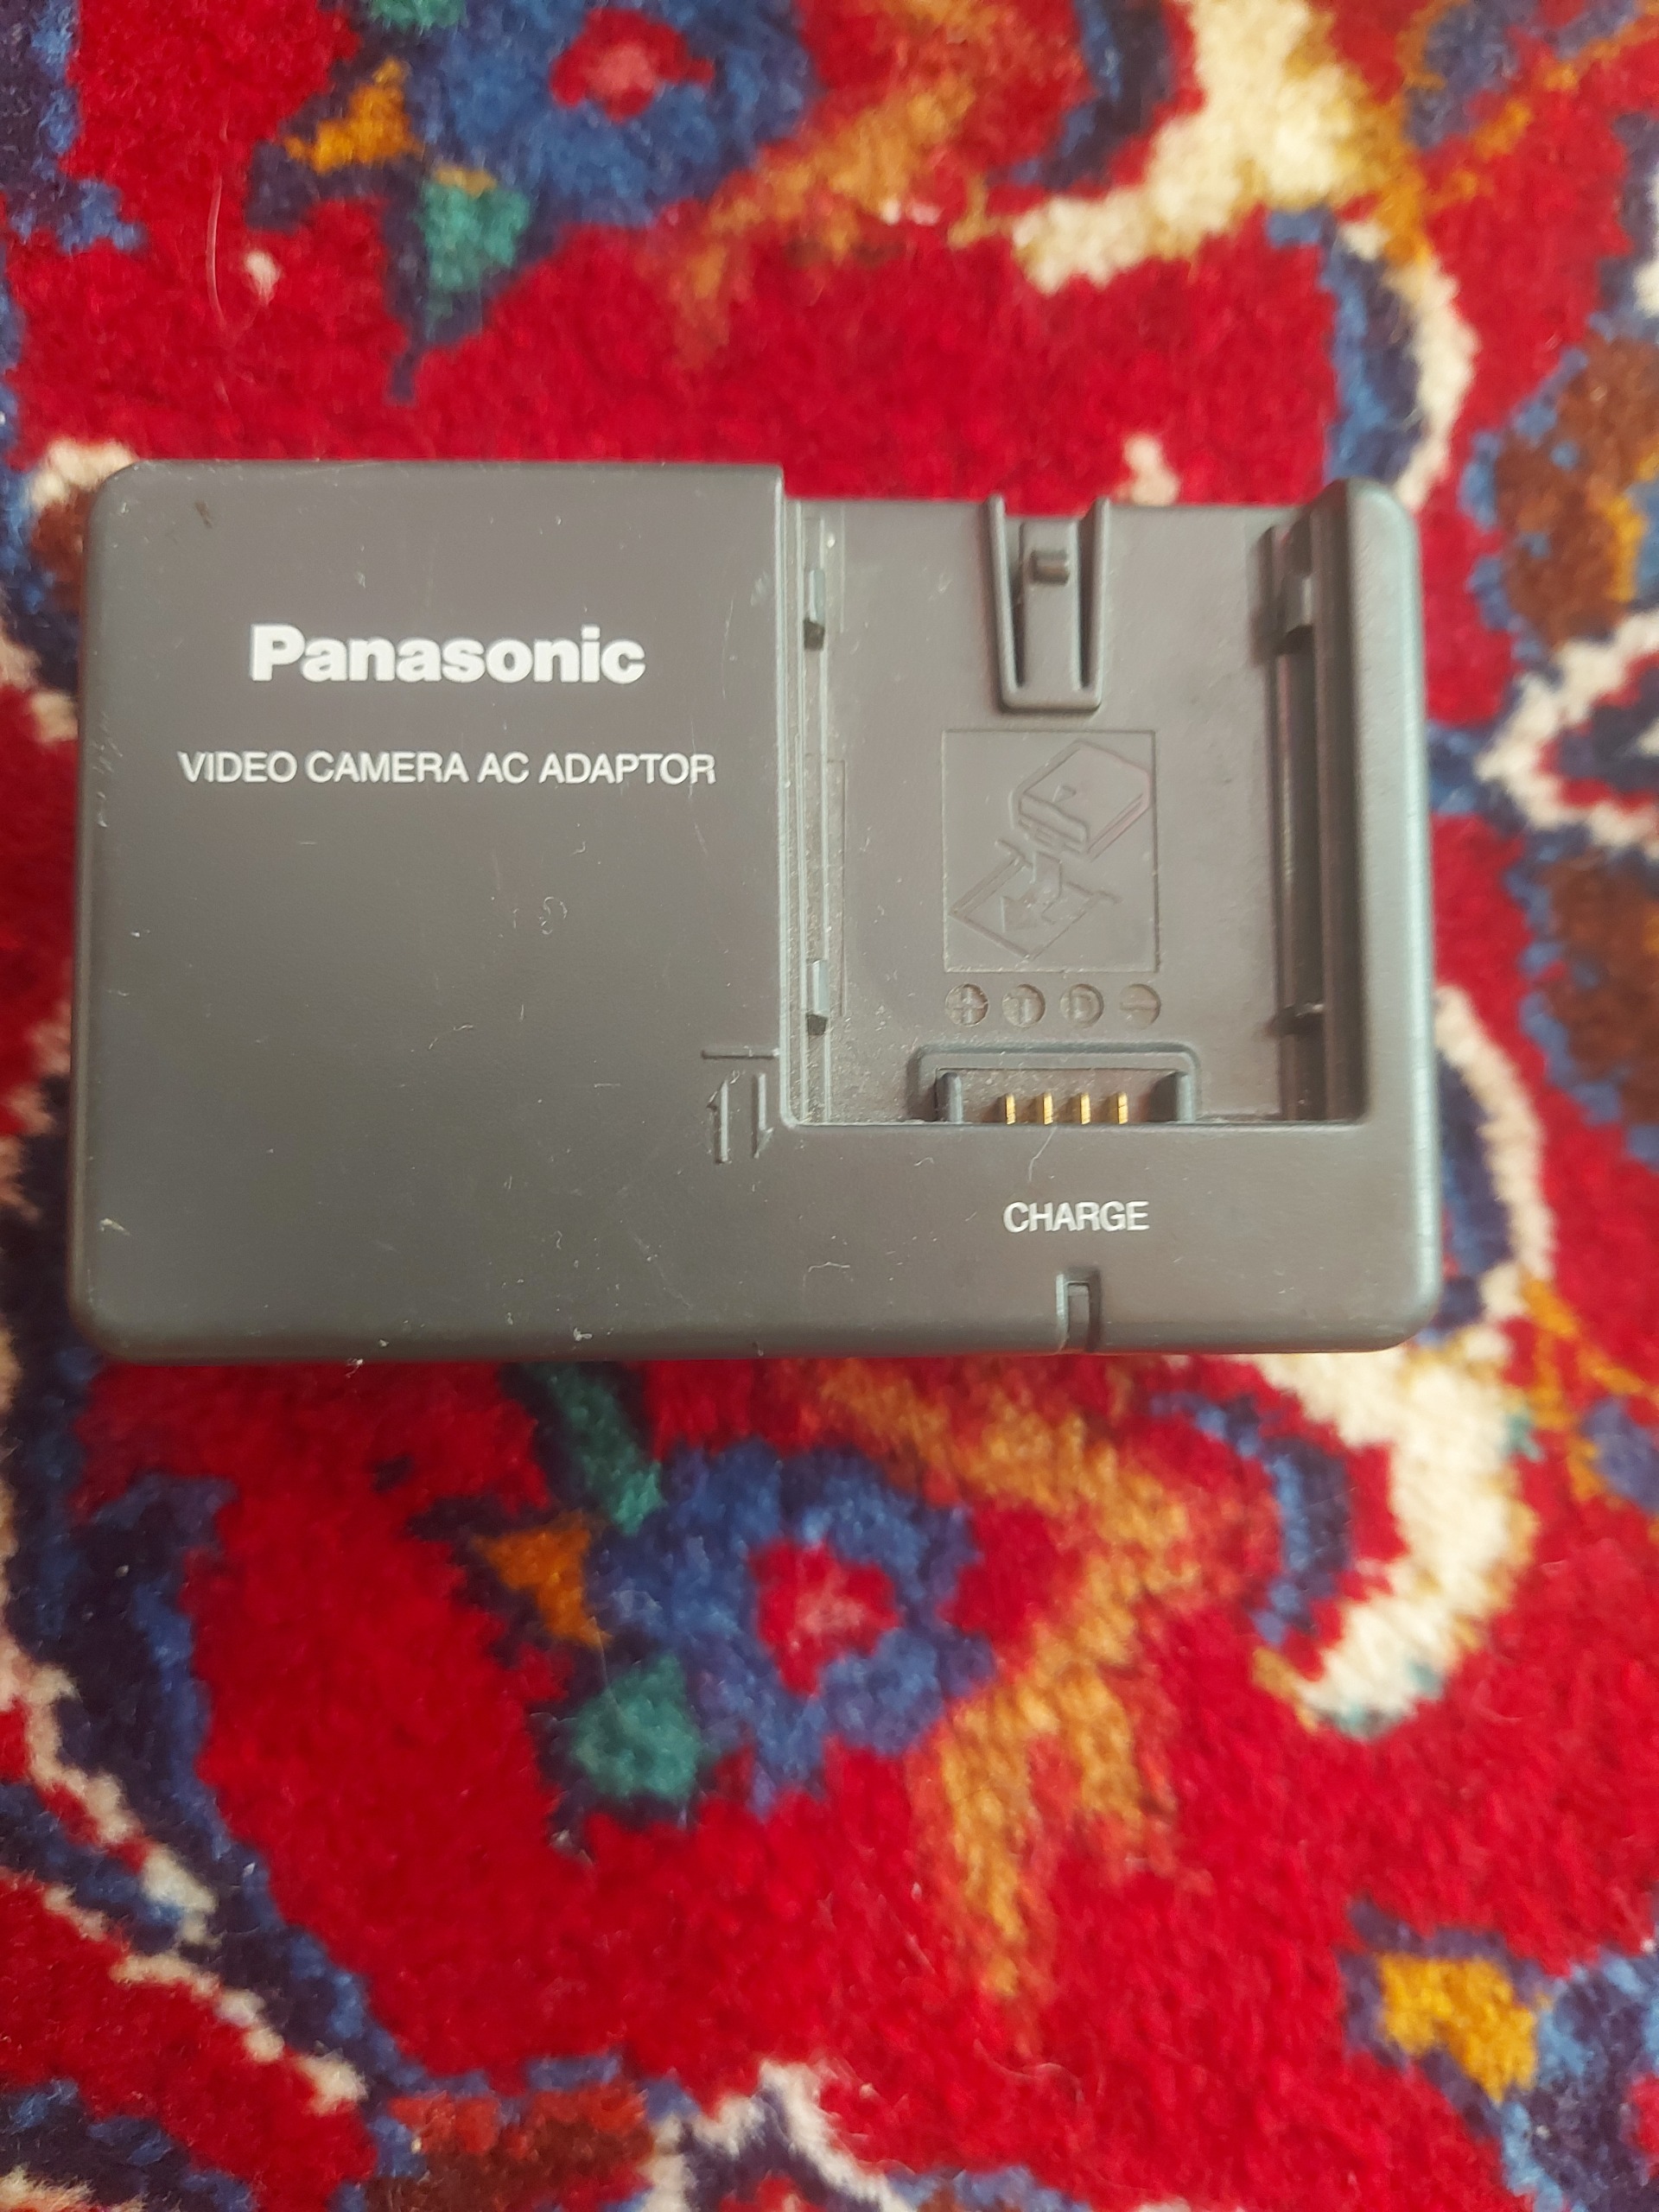 Panasonic
VIDEO CAMERA AC ADAPTOR
+ T D -
CHARGE